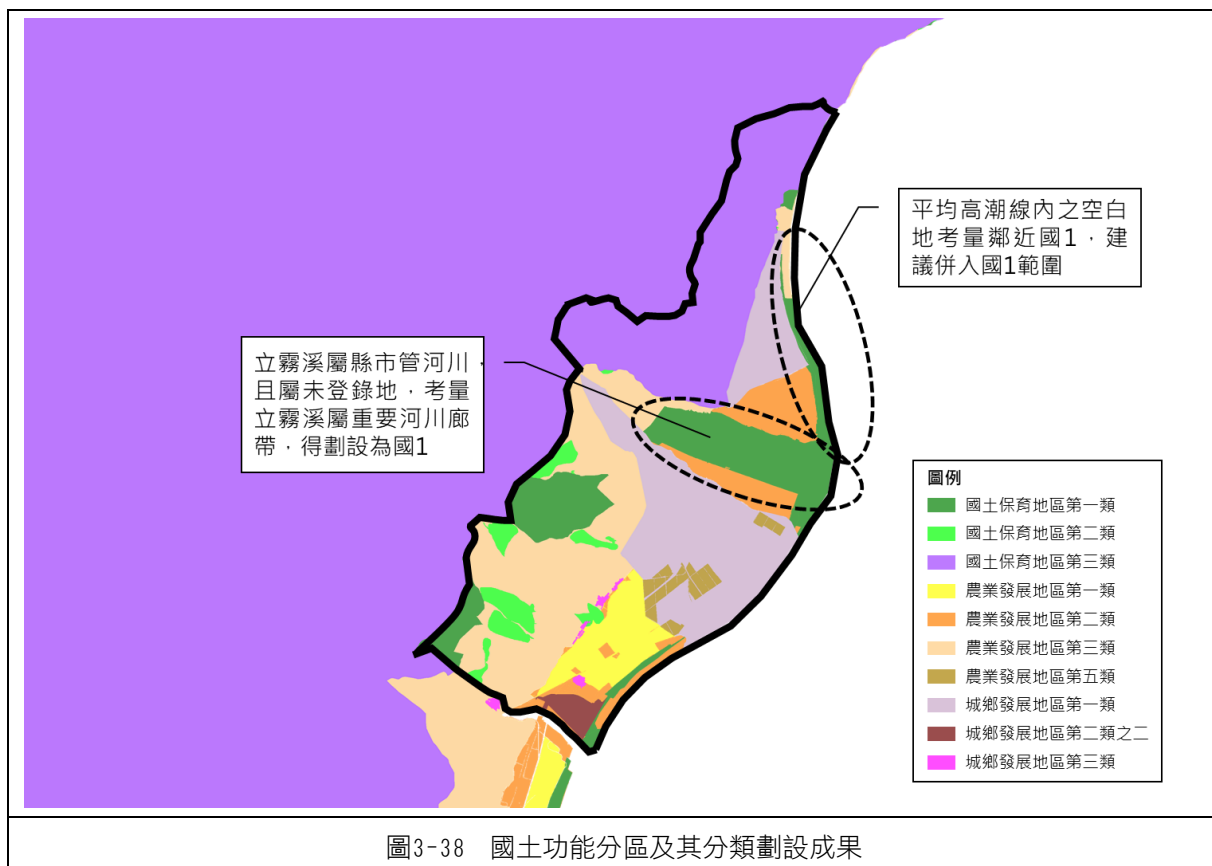 平均高潮線內之空白
地考量鄰近國1，建
議併入國1範圍
立霧溪屬縣市管河川，
且屬未登錄地，考量
立霧溪屬重要河川廊
帶，得劃設為國1
圖例
國土保育地區第一類
國土保育地區第二類
國土保育地區第三類
農業發展地區第一類
農業發展地區第二類
農業發展地區第三類
農業發展地區第五類
城鄉發展地區第一類
城鄉發展地區第二類之二
城鄉發展地區第三類
圖3-38 國土功能分區及其分類劃設成果